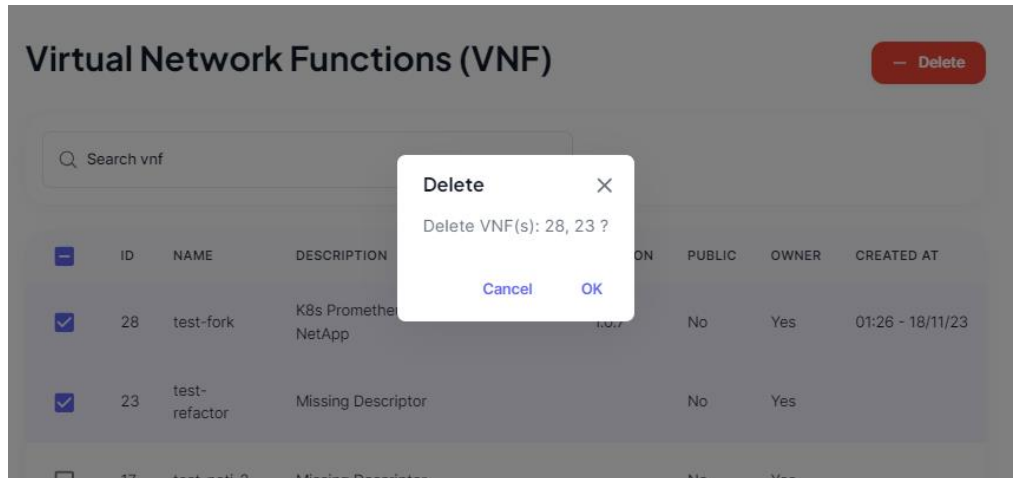 Virtual Network Functions (VNF)
Delete
Search vnf
Delete
Delete VNF(s): 28, 23 ?
Cancel OK
ID NAME DESCRIPTION PUBLIC OWNER CREATED AT
28 test-fork K8s No Yes 01:26 - 18/11/23
NetApp
23 test-refactor Missing Descriptor No Yes